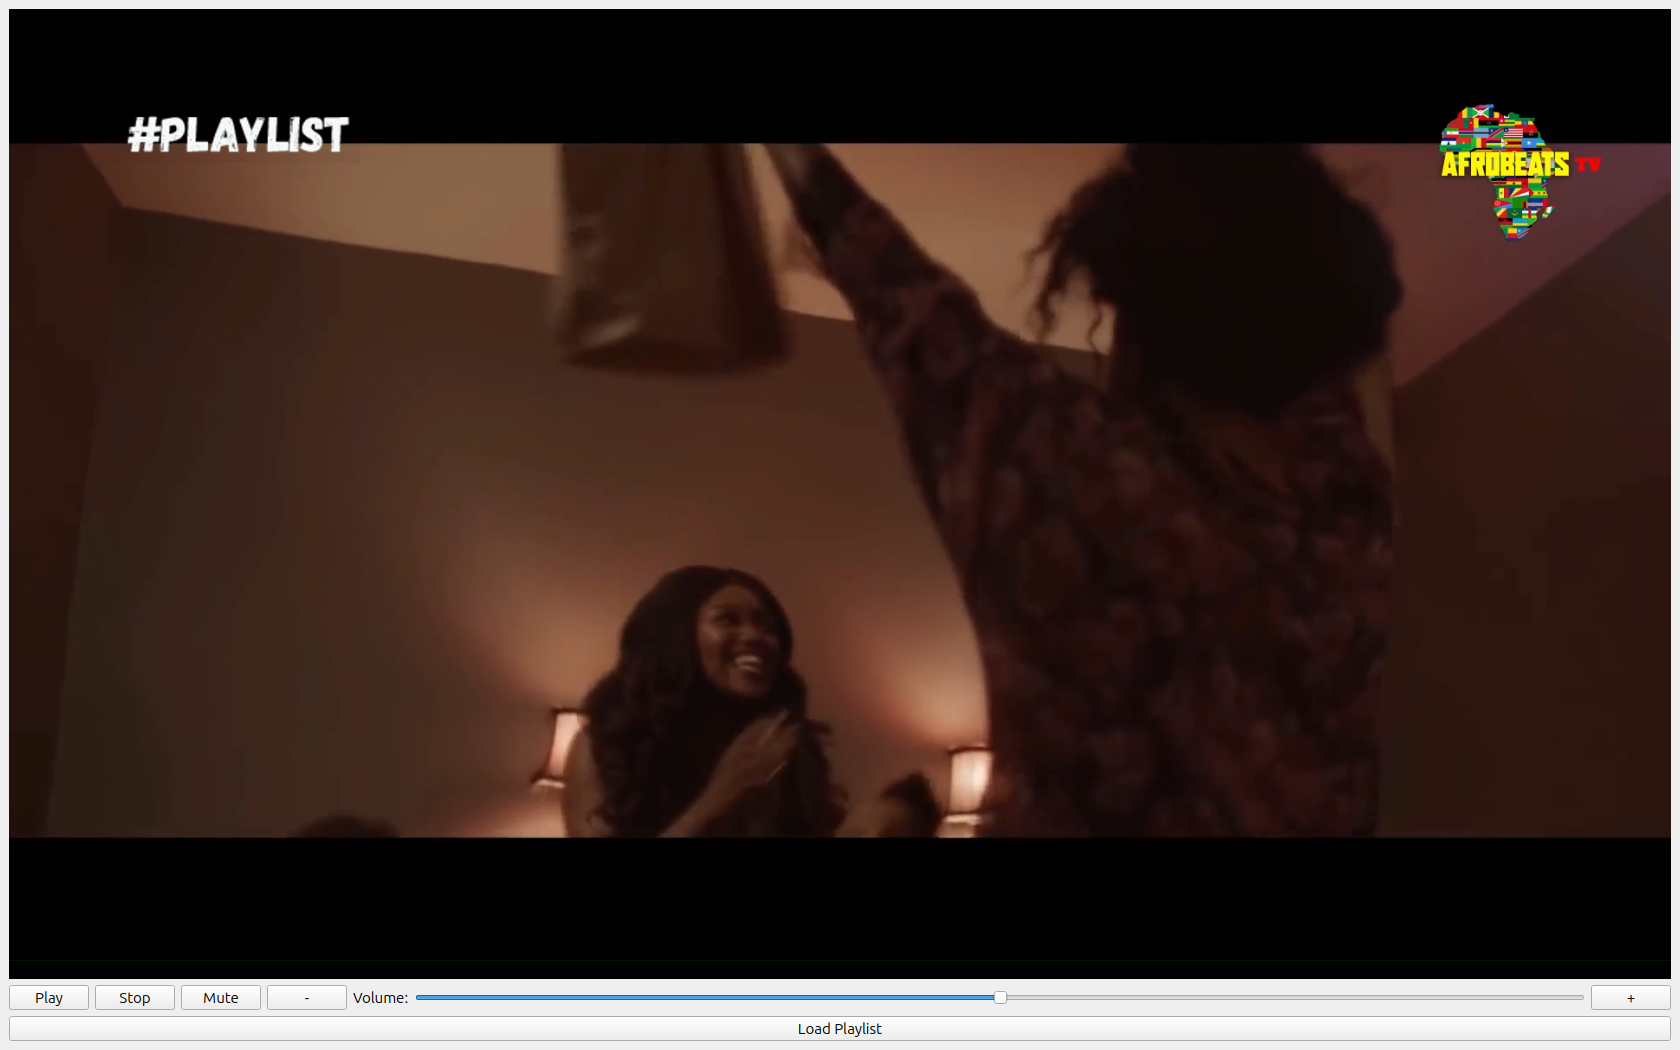 #PLAYLIST
AFROBEATS TV
Play
Stop
Mute
-
Volume:
+
Load Playlist